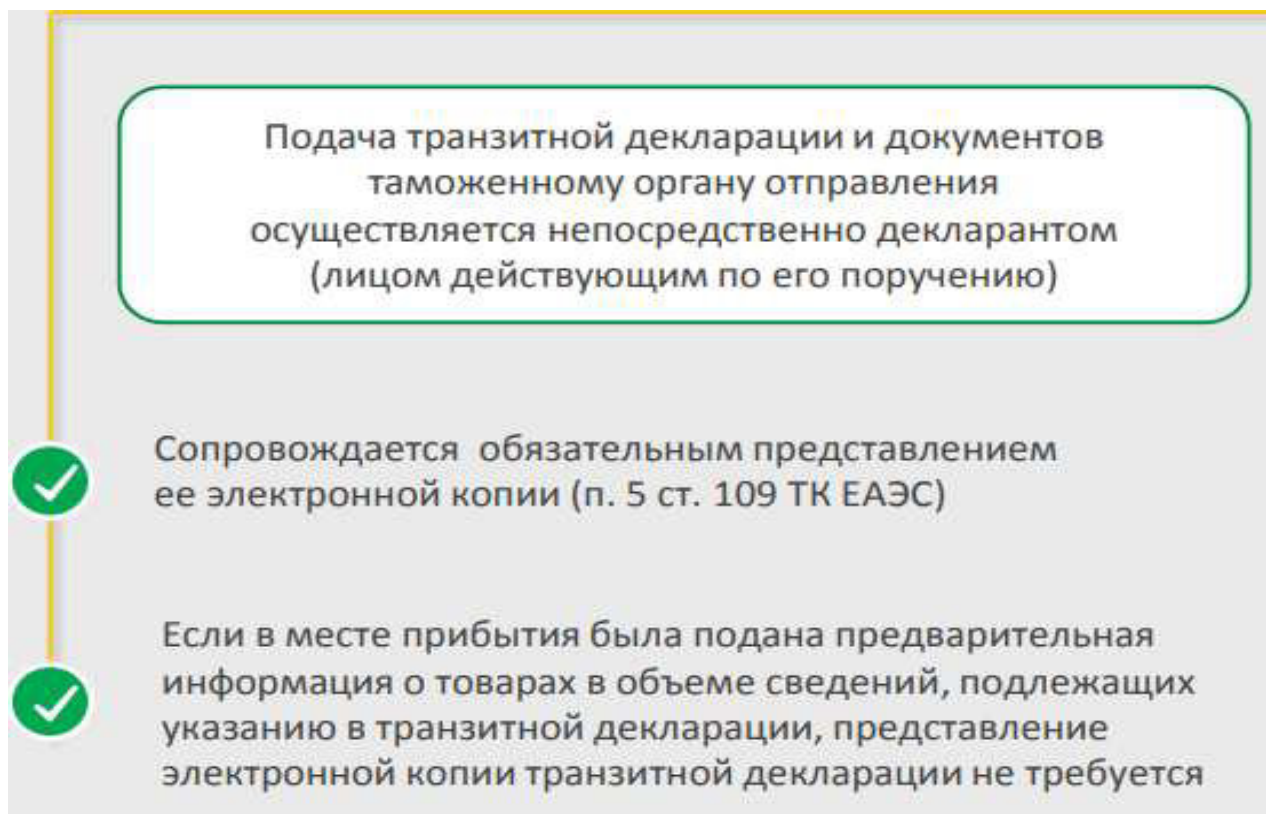 Подача транзитной декларации и документов
таможенному органу отправления
осуществляется непосредственно декларантом
(лицом действующим по его поручению)
Сопровождается обязательным представлением
ее электронной копии (п. 5 ст. 109 ТК ЕАЭС)
Если в месте прибытия была подана предварительная
информация о товарах в объеме сведений, подлежащих
указанию в транзитной декларации, представление
электронной копии транзитной декларации не требуется